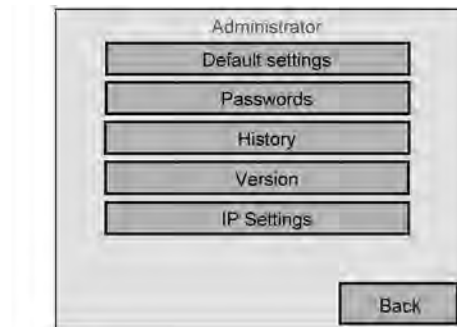 Administrator
Default settings
Passwords
History
Version
IP Settings
Back